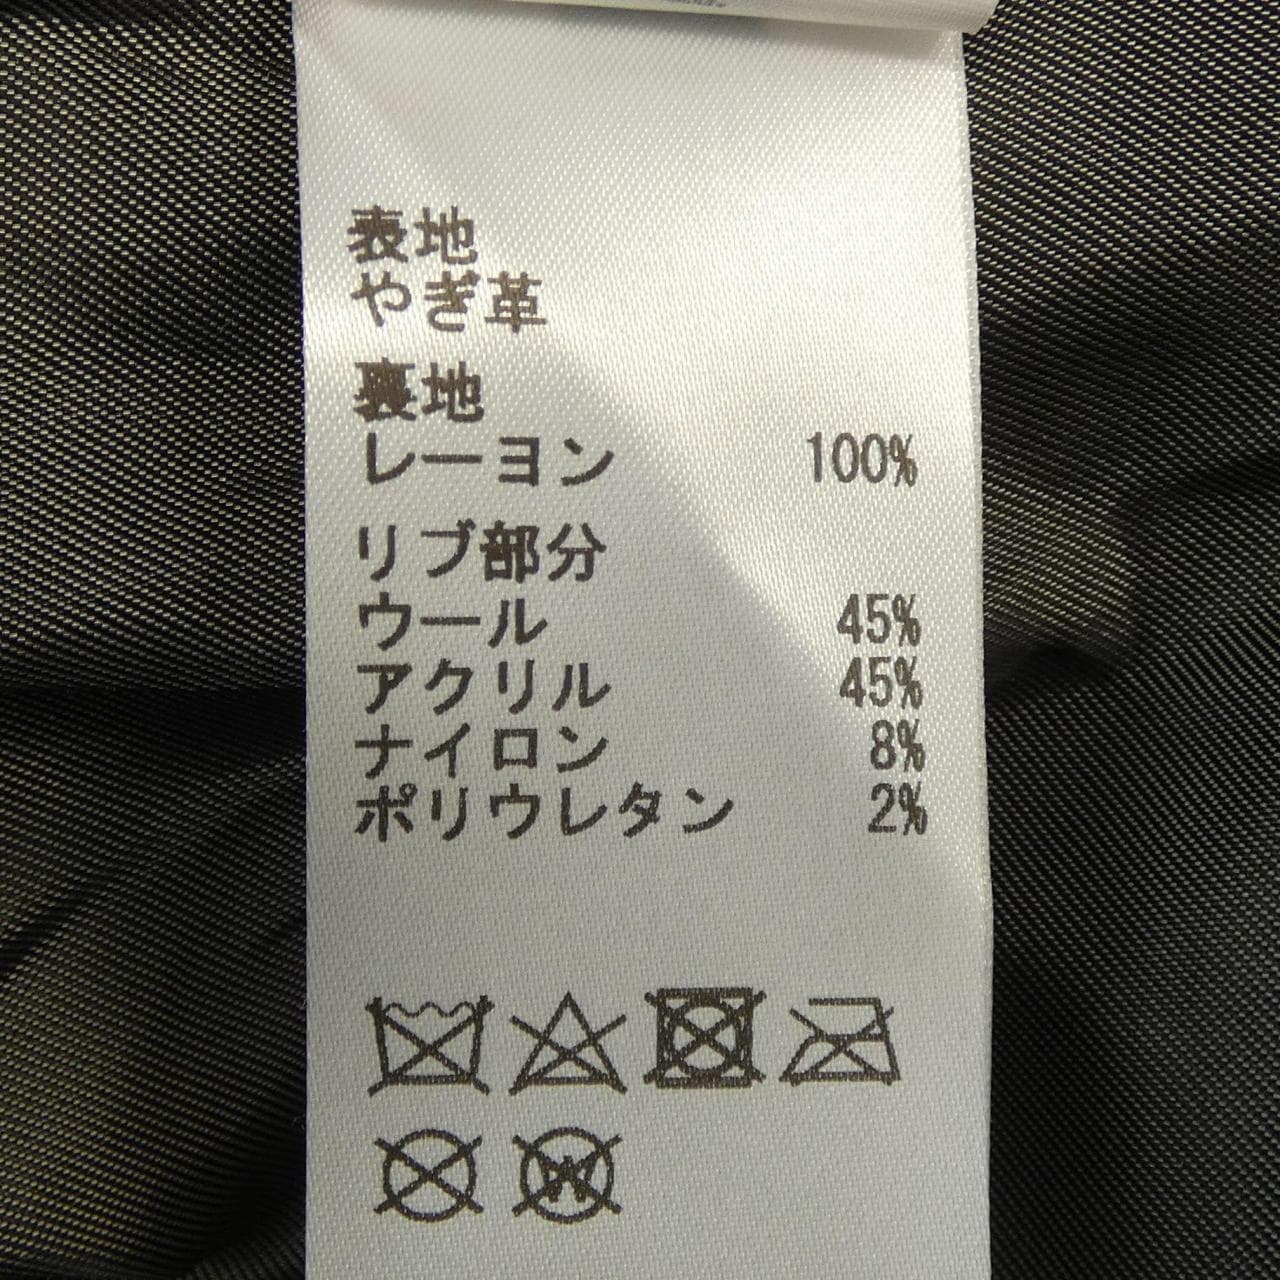 表地
やぎ革
裏地
レーヨン 100%
リブ部分
ウール 45%
アクリル 45%
ナイロン 8%
ポリウレタン 2%
W